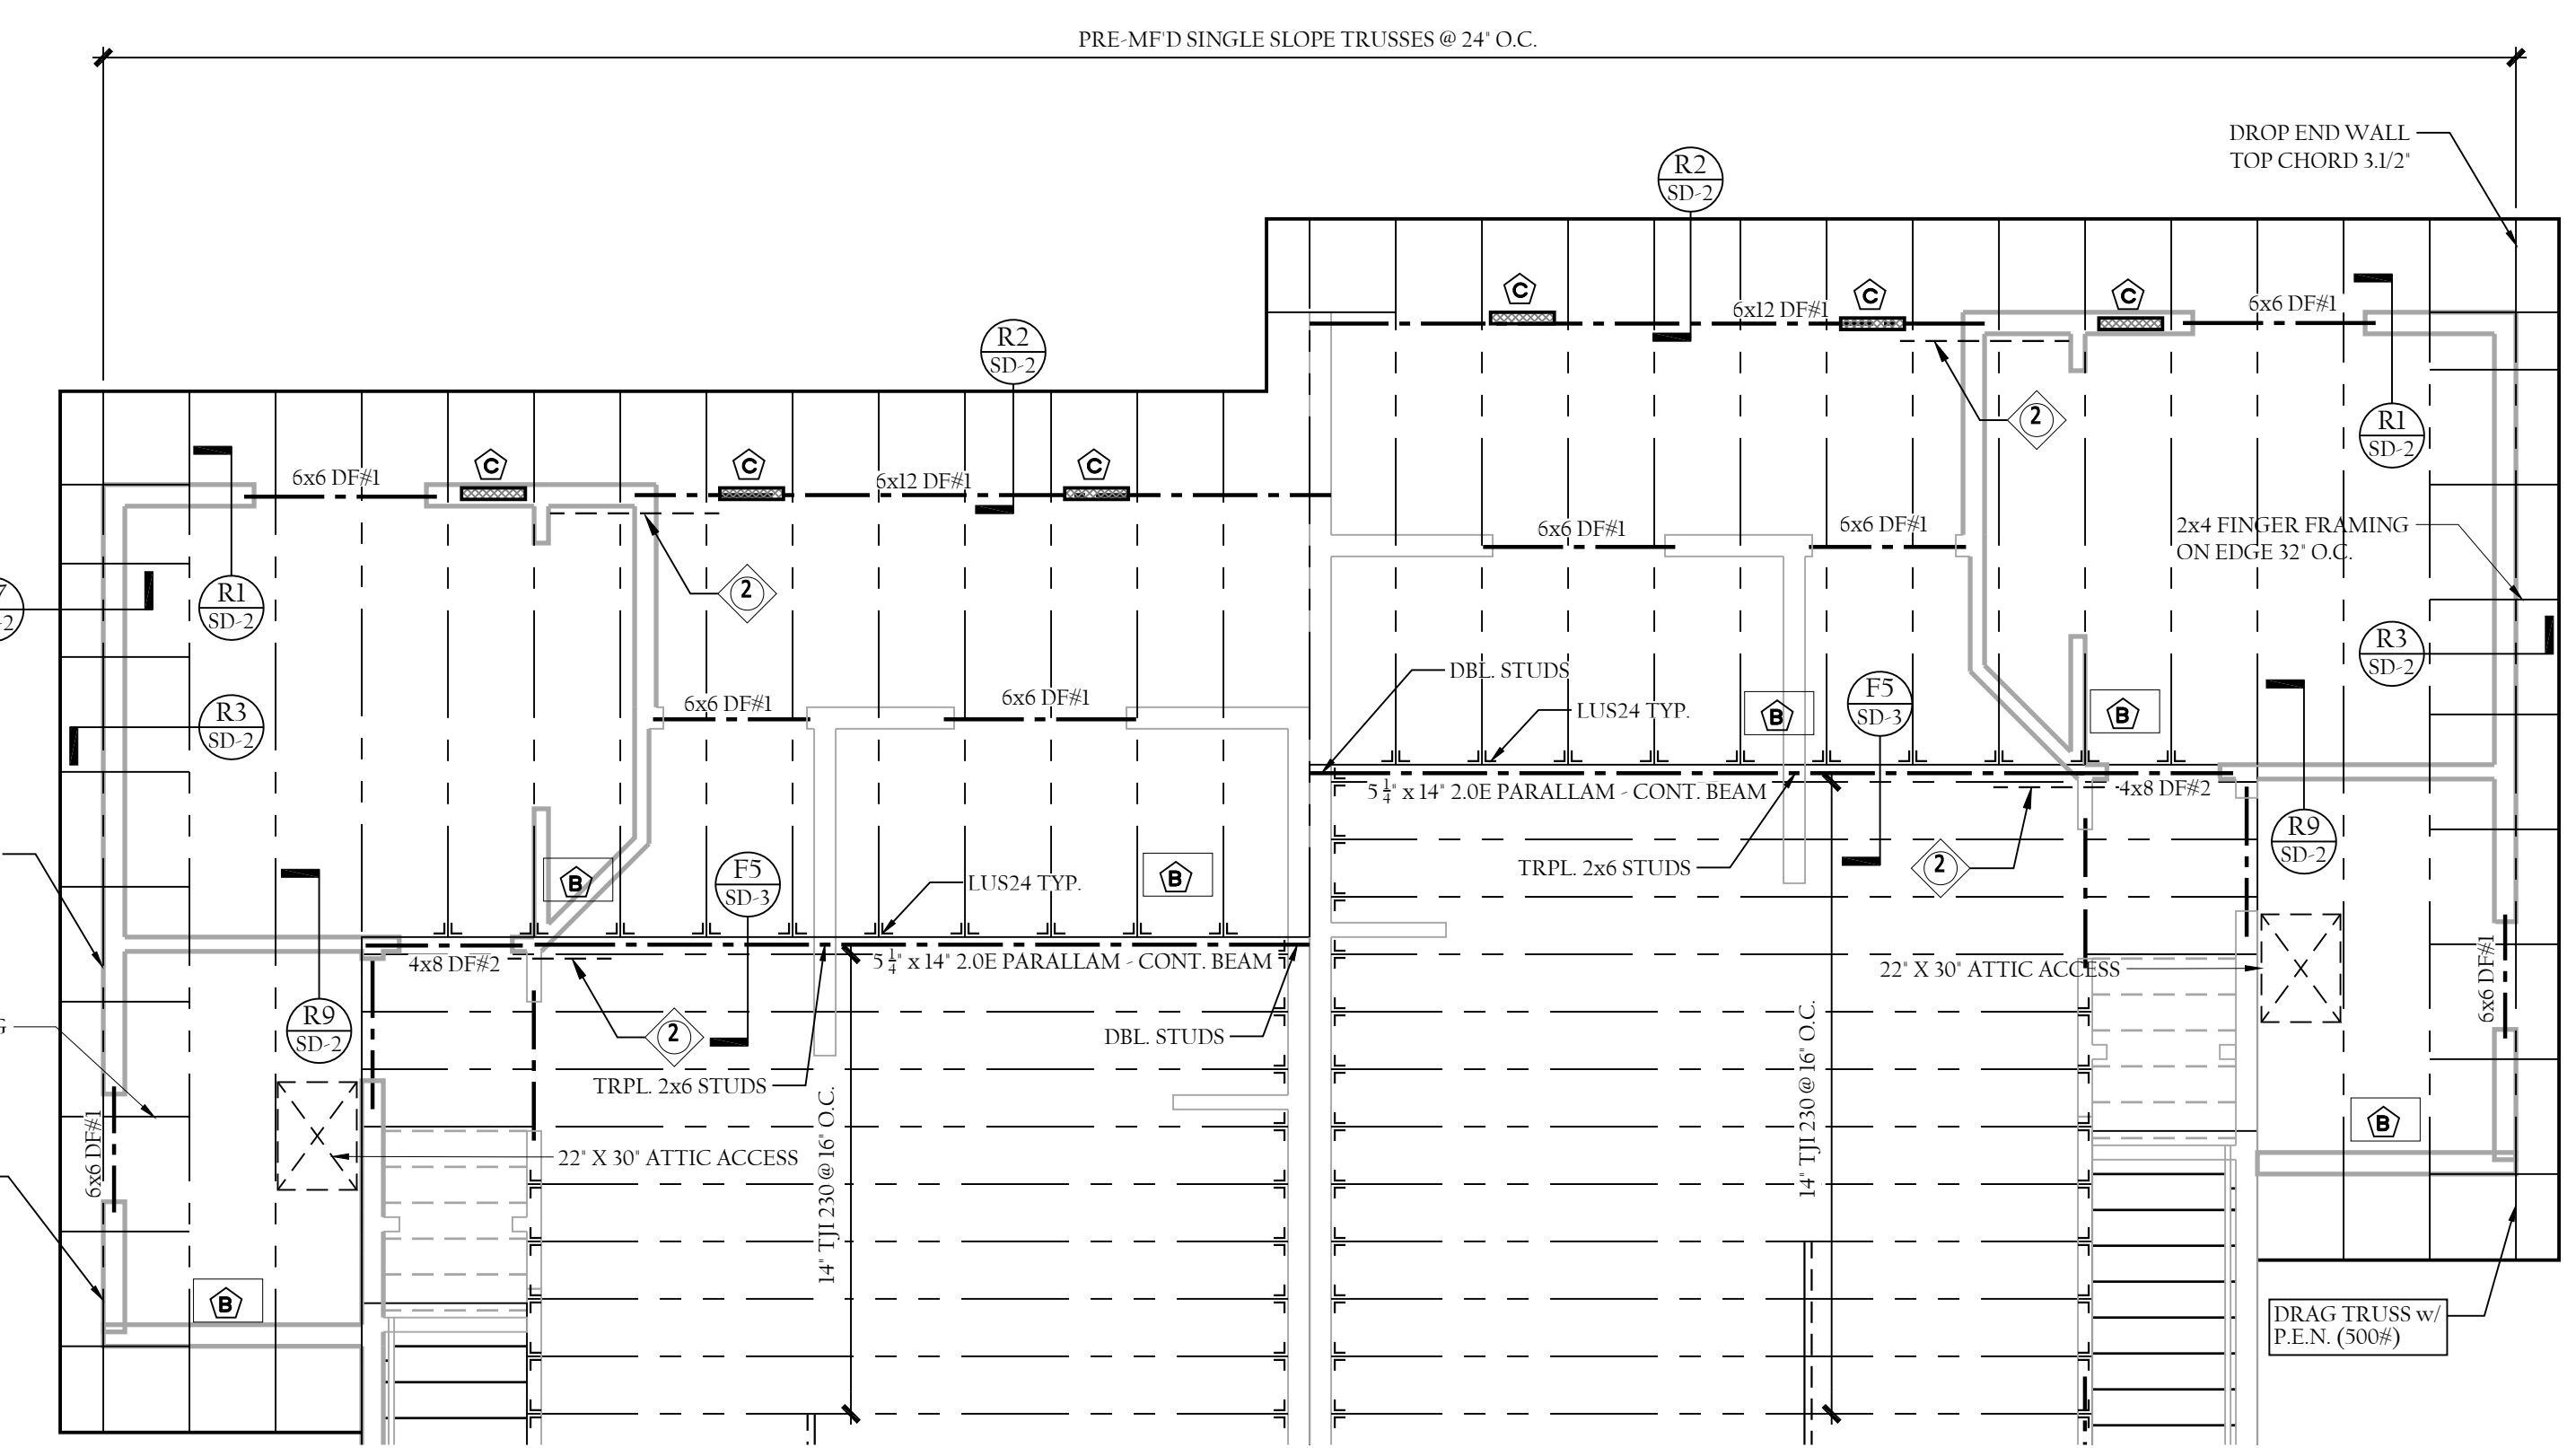 PRE-MF'D SINGLE SLOPE TRUSSES @ 24" O.C.
DROP END WALL
TOP CHORD 3.1/2"
R2
SD-2
C
C
C
6x12 DF#1
6x6 DF#1
R2
SD-2
2
R1
SD-2
6x6 DF#1
C
C
6x12 DF#1
C
2x4 FINGER FRAMING
ON EDGE 32" O.C.
6x6 DF#1
6x6 DF#1
2
R1
SD-2
R3
SD-2
DBL. STUDS
F5
SD-3
LUS24 TYP.
B
B
6x6 DF#1
6x6 DF#1
R3
SD-2
5 1/4" x 14" 2.0E PARALLAM - CONT. BEAM
4x8 DF#2
R9
SD-2
TRPL. 2x6 STUDS
2
B
F5
SD-3
LUS24 TYP.
B
4x8 DF#2
5 1/4" x 14" 2.0E PARALLAM - CONT. BEAM
22" X 30" ATTIC ACCESS
X
6x6 DF#1
R9
SD-2
2
DBL. STUDS
TRPL. 2x6 STUDS
14" TJI 230 @ 16" O.C.
14" TJI 230 @ 16" O.C.
B
6x6 DF#1
X
22" X 30" ATTIC ACCESS
B
DRAG TRUSS w/
P.E.N. (500#)